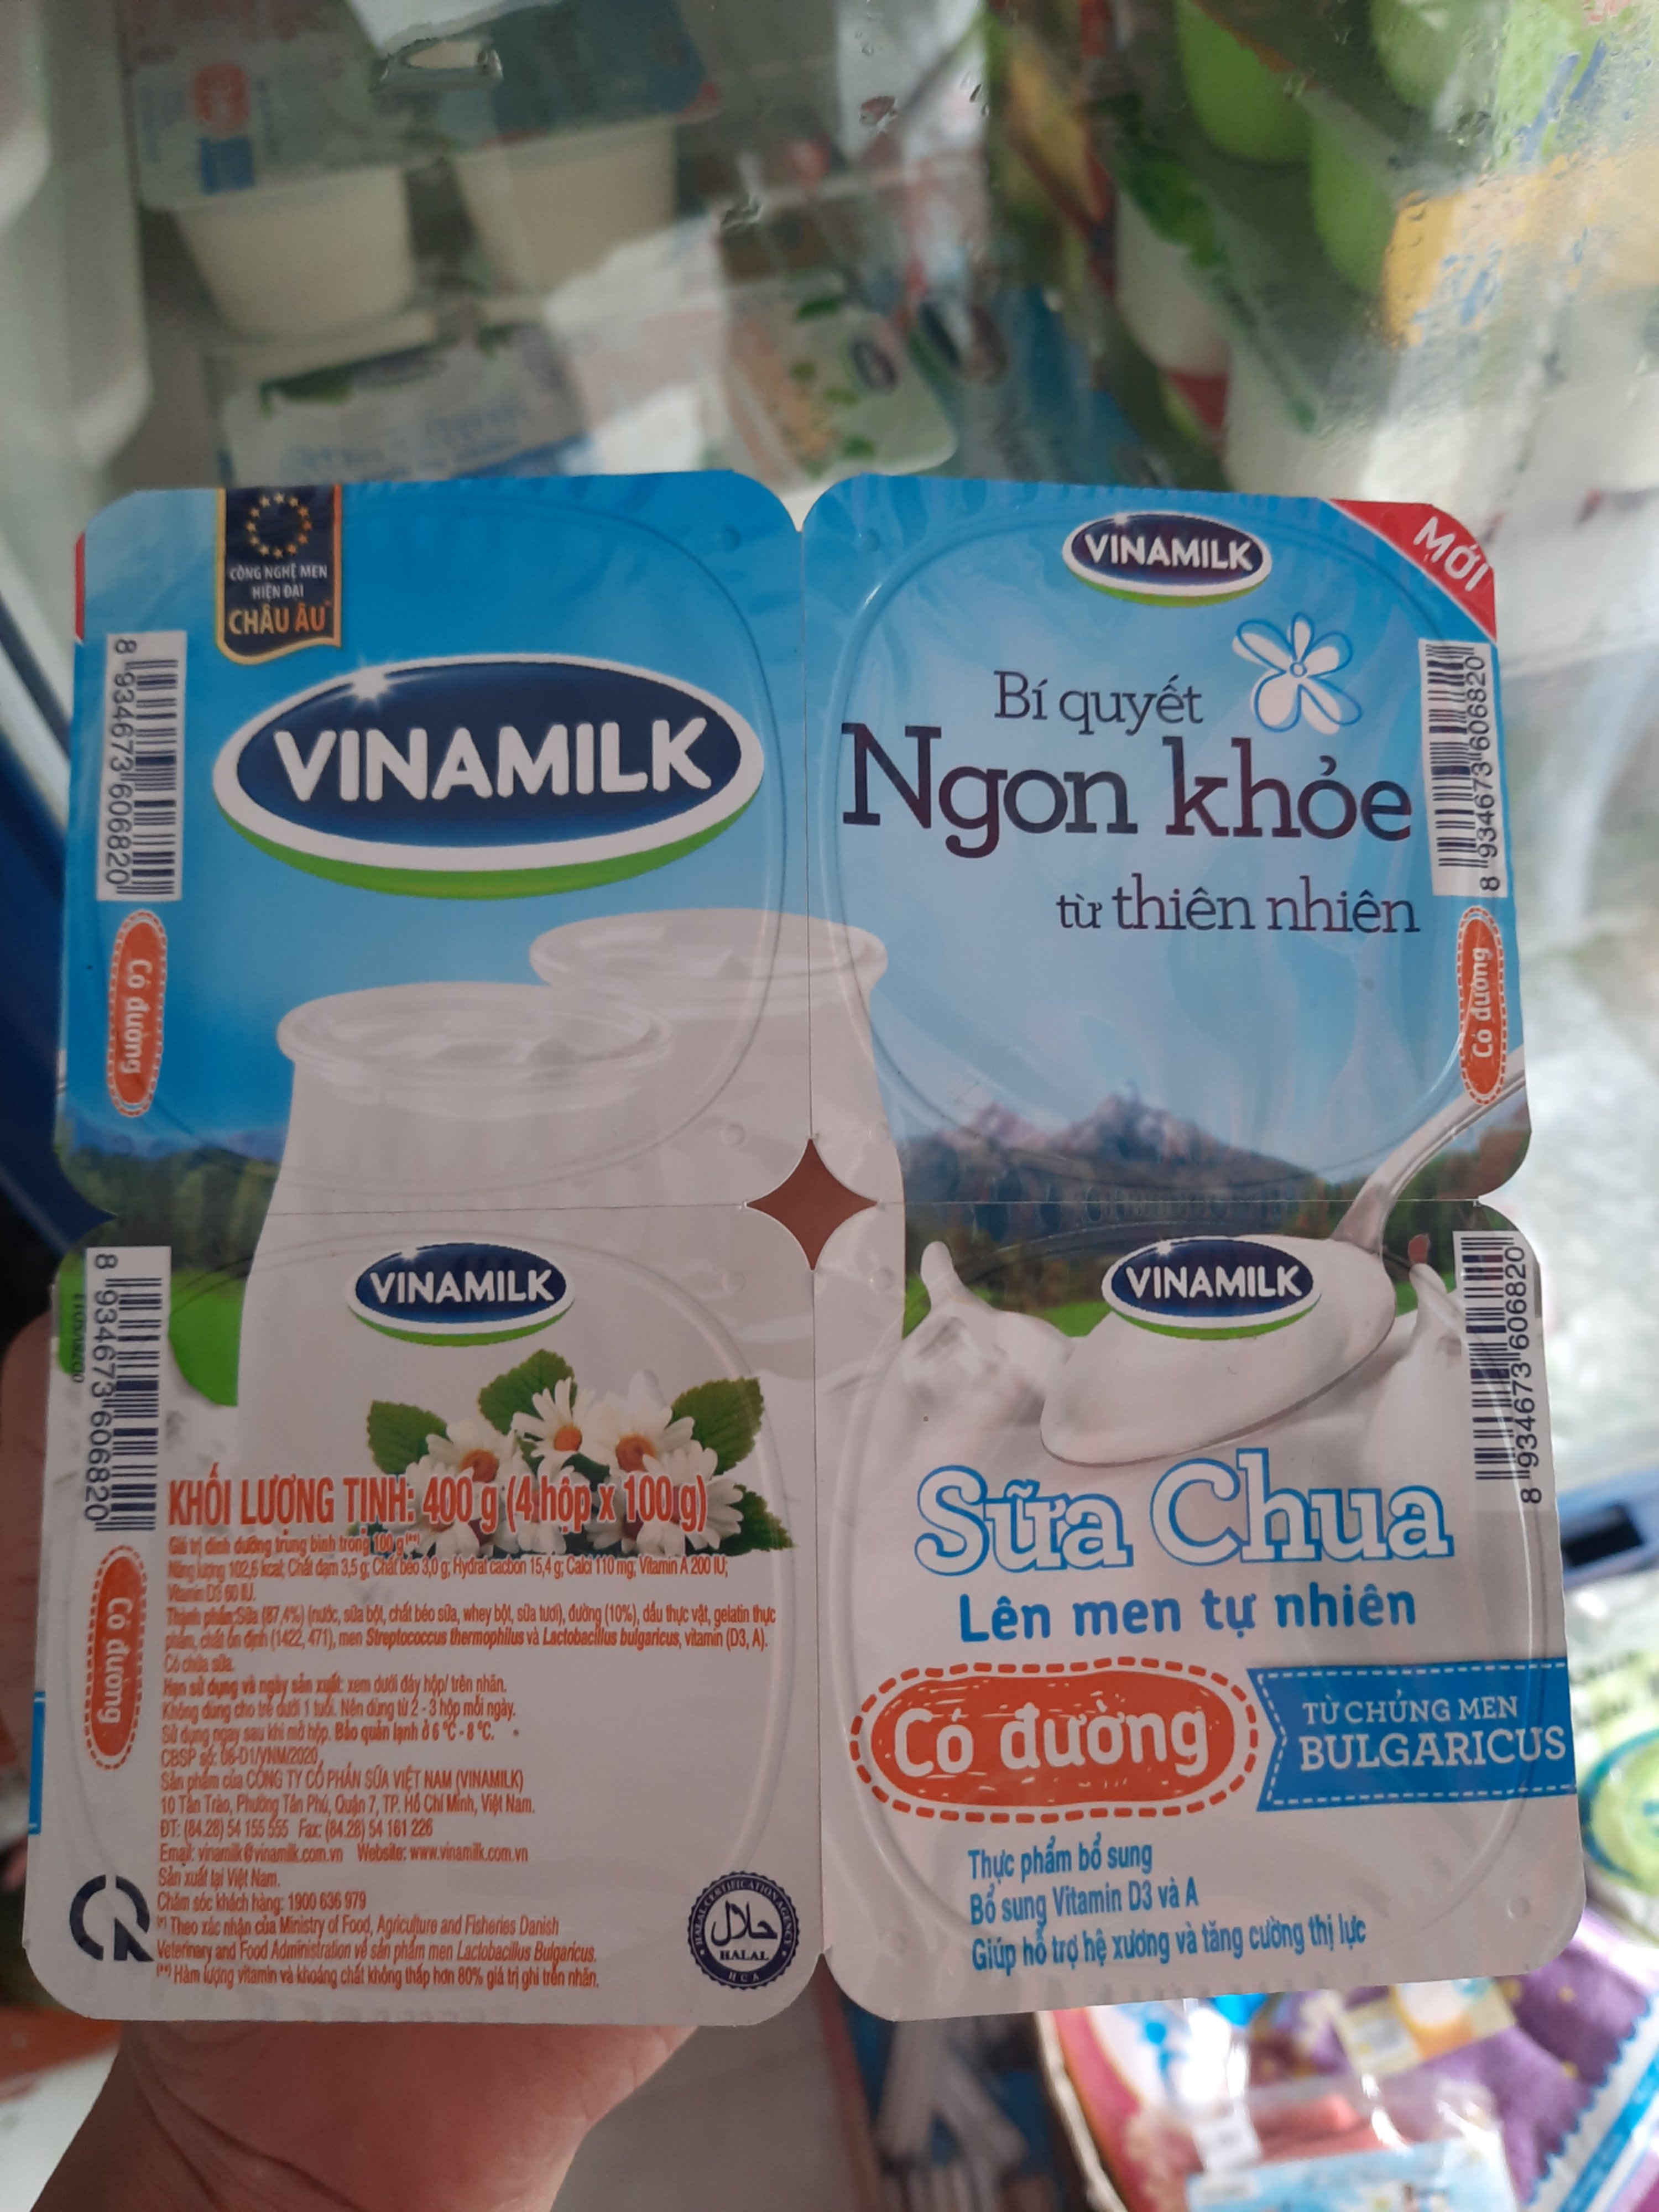 CÔNG NGHỆ MEN
HIỆN ĐẠI
CHÂU ÂU
VINAMILK
8 934673 606820
Có đường
VINAMILK
MỚI
Bí quyết
Ngon khỏe
từ thiên nhiên
8 934673 606820
Có đường
VINAMILK
8 934673 606820
Có đường
KHỐI LƯỢNG TỊNH: 400 g (4 hộp x 100 g)
Giá trị dinh dưỡng trung bình trong 100 g(**)
Năng lượng 102,6 kcal; Chất đạm 3,5 g; Chất béo 3,0 g; Hydrat cacbon 15,4 g; Calci 110 mg; Vitamin A 200 IU;
Vitamin D3 60 IU.
Thành phần: Sữa (87,4%) (nước, sữa bột, chất béo sữa, whey bột, sữa tươi), đường (10%), dầu thực vật, gelatin thực
phẩm, chất ổn định (1422, 471), men Streptococcus thermophilus và Lactobacillus bulgaricus, vitamin (D3, A).
Có chứa sữa.
Hạn sử dụng và ngày sản xuất: xem dưới đáy hộp/ trên nhãn.
Không dùng cho trẻ dưới 1 tuổi. Nên dùng từ 2 - 3 hộp mỗi ngày.
Sử dụng ngay sau khi mở hộp. Bảo quản lạnh ở 6 °C - 8 °C.
CBSP số: 06-D1/VNM/2020
Sản phẩm của CÔNG TY CỔ PHẦN SỮA VIỆT NAM (VINAMILK)
10 Tân Trào, Phường Tân Phú, Quận 7, TP. Hồ Chí Minh, Việt Nam.
ĐT: (84.28) 54 155 555 Fax: (84.28) 54 161 226
Email: vinamilk@vinamilk.com.vn Website: www.vinamilk.com.vn
Sản xuất tại Việt Nam.
Chăm sóc khách hàng: 1900 636 979
(*) Theo xác nhận của Ministry of Food, Agriculture and Fisheries Danish
Veterinary and Food Administration về sản phẩm men Lactobacillus Bulgaricus.
(**) Hàm lượng vitamin và khoáng chất không thấp hơn 80% giá trị ghi trên nhãn.
HALAL CERTIFICATION AGENCY
حلال
HALAL
HCA
VINAMILK
8 934673 606820
Sữa Chua
Lên men tự nhiên
Có đường
TỪ CHỦNG MEN
BULGARICUS
Thực phẩm bổ sung
Bổ sung Vitamin D3 và A
Giúp hỗ trợ hệ xương và tăng cường thị lực